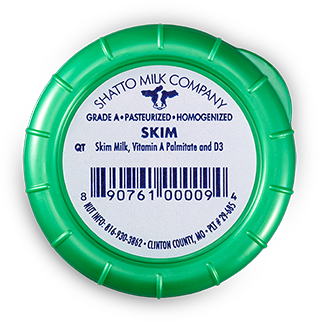 SHATTO MILK COMPANY
GRADE A • PASTEURIZED • HOMOGENIZED
SKIM
QT Skim Milk, Vitamin A Palmitate and D3
8 90761 00009 4
NUT INFO: 816-930-3862 • CLINTON COUNTY, MO • PLT # 29-685